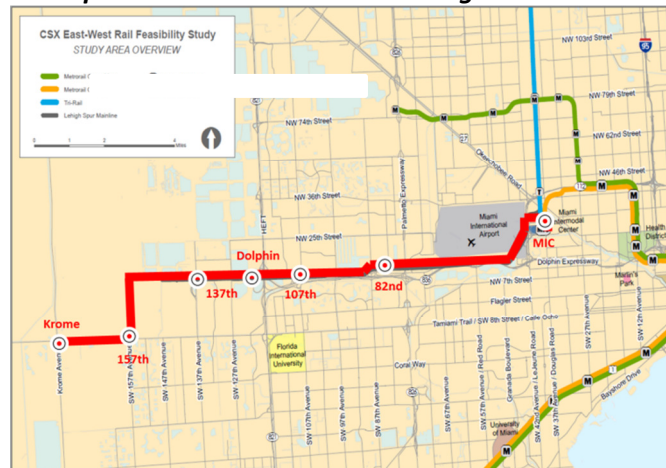 CSX East-West Rail Feasibility Study
STUDY AREA OVERVIEW
Metrorail
Metrorail
Tri-Rail
Lehigh Spur Mainline
0 2 4
Miles
NW 103rd Street
95
NW 79th Street
NW 74th Street
NW 62nd Street
Okeechobee Road
NW 46th Street
Palmetto Expressway
HEFT
NW 36th Street
Miami
International
Airport
Miami
Intermodal
Center
MIC
Health
District
NW 25th Street
Dolphin
137th
107th
82nd
Dolphin Expressway
NW 7th Street
Marlin's
Park
Flagler Street
Tamiami Trail / SW 8th Street / Calle Ocho
Krome
157th
Florida
International
University
Coral Way
Krome Avenue
SW 157th Avenue
SW 147th Avenue
SW 137th Avenue
SW 127th Avenue
SW 107th Avenue
SW 97th Avenue
SW 87th Avenue
SW 67th Avenue
SW 57th Avenue / Red Road
Granada Boulevard
SW 42nd Avenue / LeJeune Road
SW 37th Avenue / Douglas Road
SW 27th Avenue
SW 12th Avenue
Bayshore Drive
University
of Miami